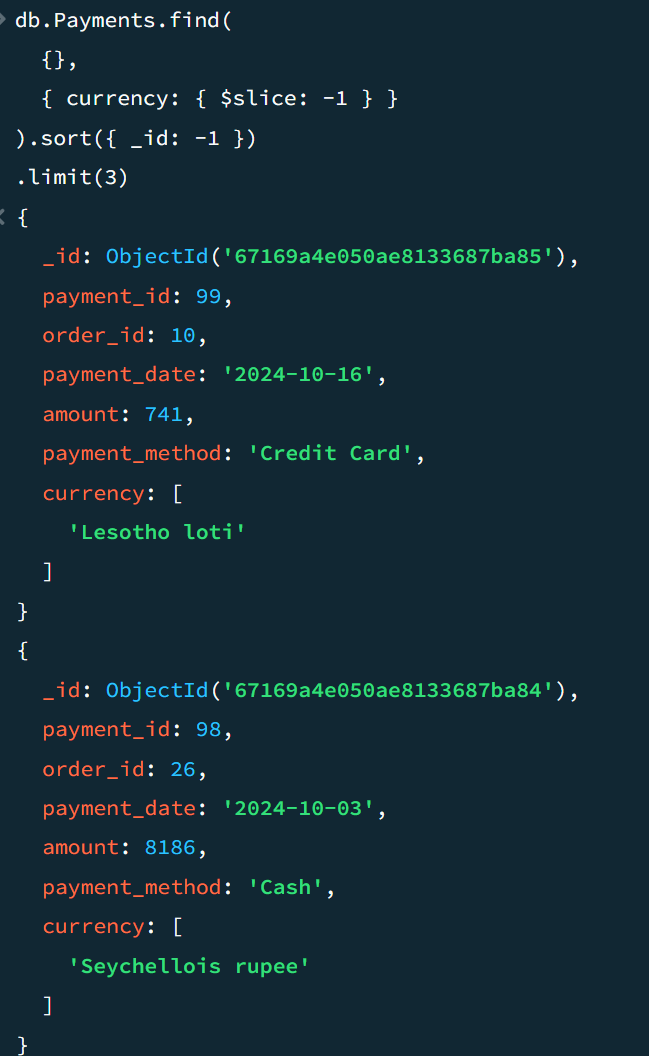 db.Payments.find(
  {},
  { currency: { $slice: -1 } }
).sort({ _id: -1 })
.limit(3)
{
  _id: ObjectId('67169a4e050ae8133687ba85'),
  payment_id: 99,
  order_id: 10,
  payment_date: '2024-10-16',
  amount: 741,
  payment_method: 'Credit Card',
  currency: [
    'Lesotho loti'
  ]
}
{
  _id: ObjectId('67169a4e050ae8133687ba84'),
  payment_id: 98,
  order_id: 26,
  payment_date: '2024-10-03',
  amount: 8186,
  payment_method: 'Cash',
  currency: [
    'Seychellois rupee'
  ]
}